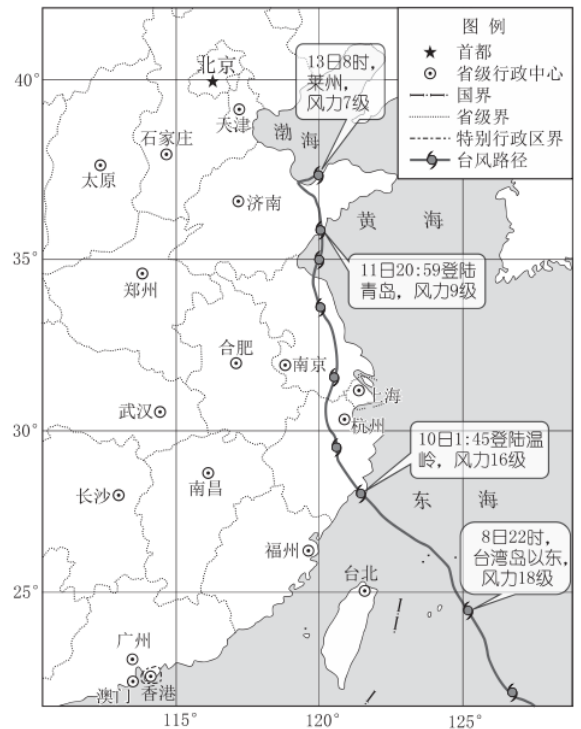 图 例
首都
省级行政中心
国界
省级界
特别行政区界
台风路径
13日8时，
莱州，
风力7级
40°
北京
天津
渤
海
石家庄
太原
济南
黄 海
35°
11日20:59登陆
青岛，风力9级
郑州
合肥
南京
上海
武汉
杭州
30°
10日1:45登陆温
岭，风力16级
长沙
南昌
东 海
8日22时，
台湾岛以东，
风力18级
福州
台北
25°
广州
澳门
香港
115°
120°
125°